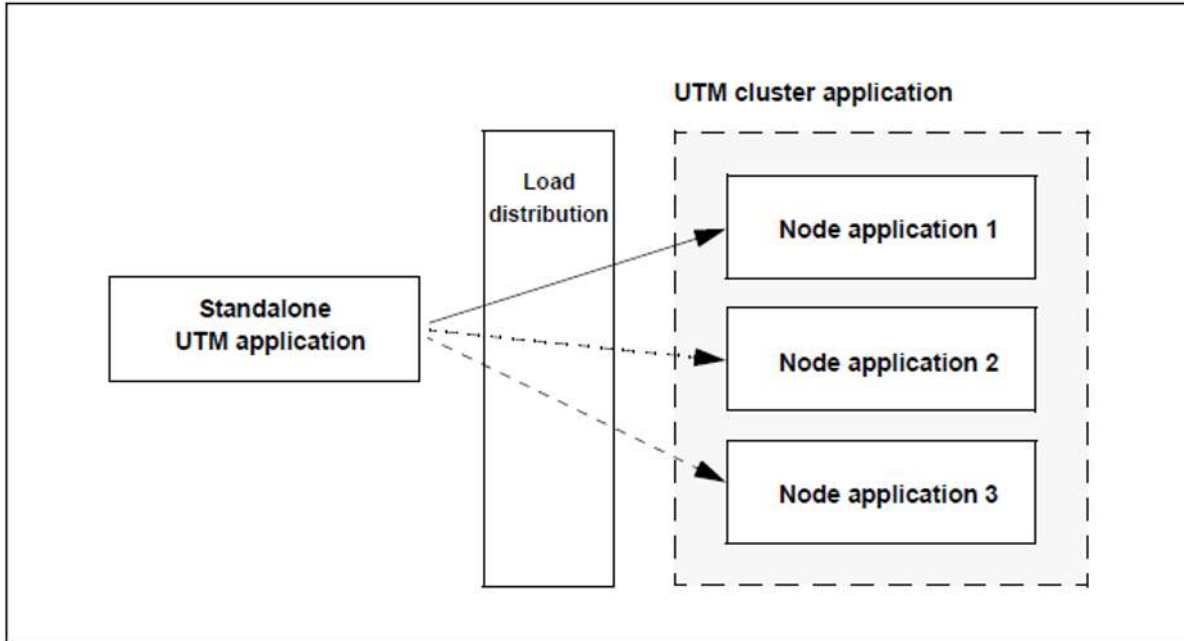 UTM cluster application
Load
distribution
Node application 1
Standalone
UTM application
Node application 2
Node application 3